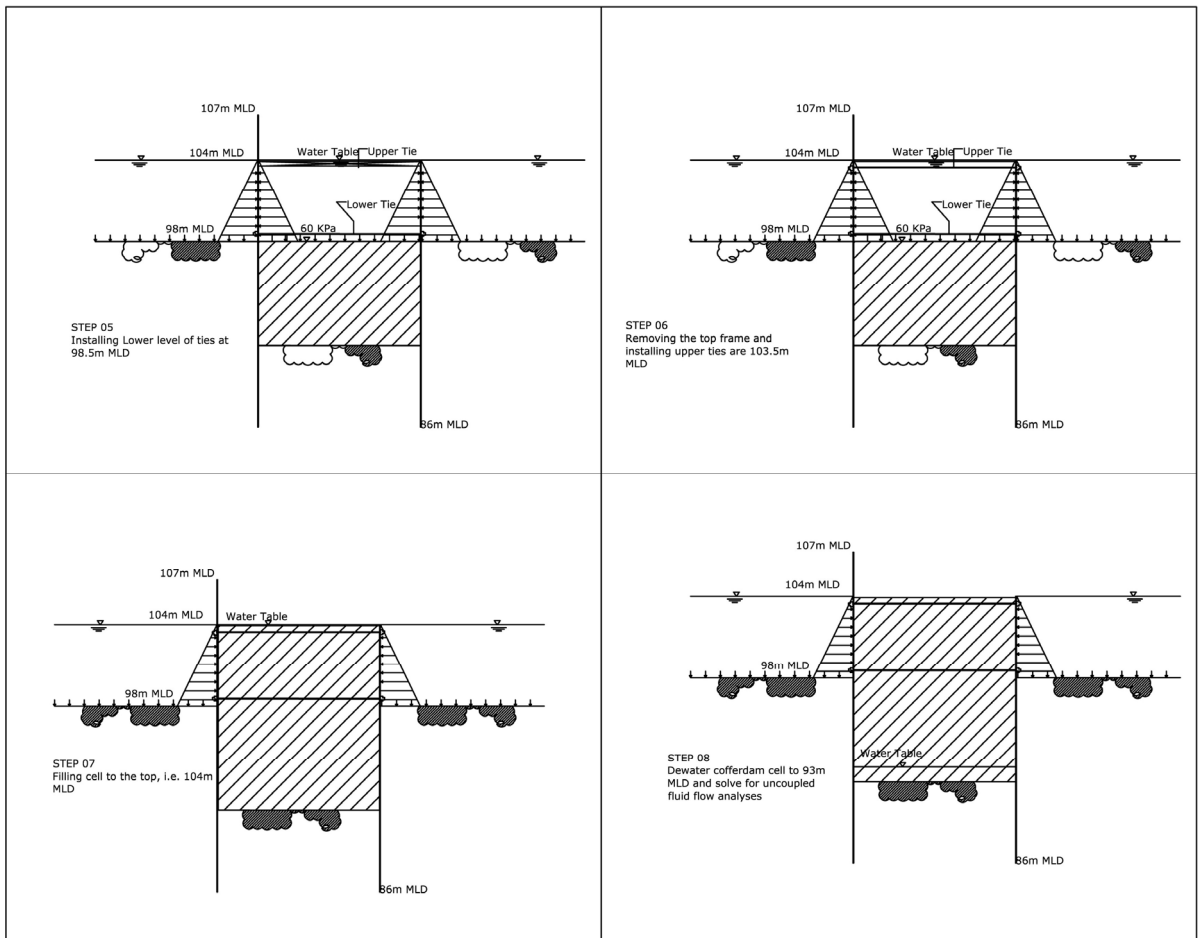 107m MLD
104m MLD
Water Table
Upper Tie
Lower Tie
98m MLD
60 KPa
STEP 05
Installing Lower level of ties at
98.5m MLD
86m MLD
107m MLD
104m MLD
Water Table
Upper Tie
Lower Tie
98m MLD
60 KPa
STEP 06
Removing the top frame and
installing upper ties are 103.5m
MLD
86m MLD
107m MLD
104m MLD
Water Table
98m MLD
STEP 07
Filling cell to the top, i.e. 104m
MLD
86m MLD
107m MLD
104m MLD
98m MLD
Water Table
STEP 08
Dewater cofferdam cell to 93m
MLD and solve for uncoupled
fluid flow analyses
86m MLD